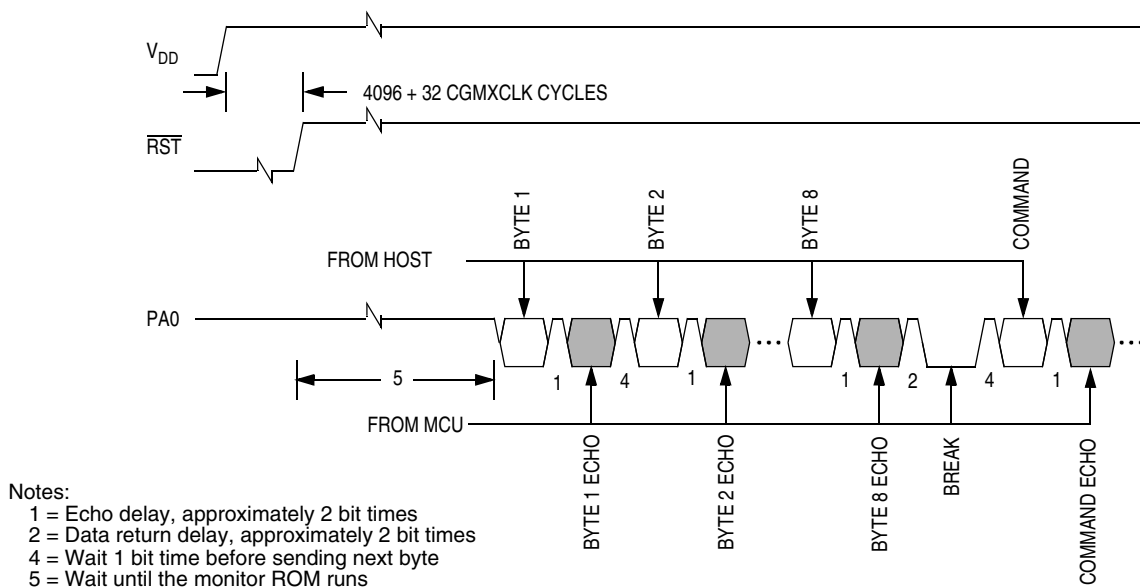 VDD
4096 + 32 CGMXCLK CYCLES
RST
BYTE 1
BYTE 2
BYTE 8
COMMAND
FROM HOST
PA0
...
...
5
1
4
1
1
2
4
1
FROM MCU
BYTE 1 ECHO
BYTE 2 ECHO
BYTE 8 ECHO
BREAK
COMMAND ECHO
Notes:
1 = Echo delay, approximately 2 bit times
2 = Data return delay, approximately 2 bit times
4 = Wait 1 bit time before sending next byte
5 = Wait until the monitor ROM runs